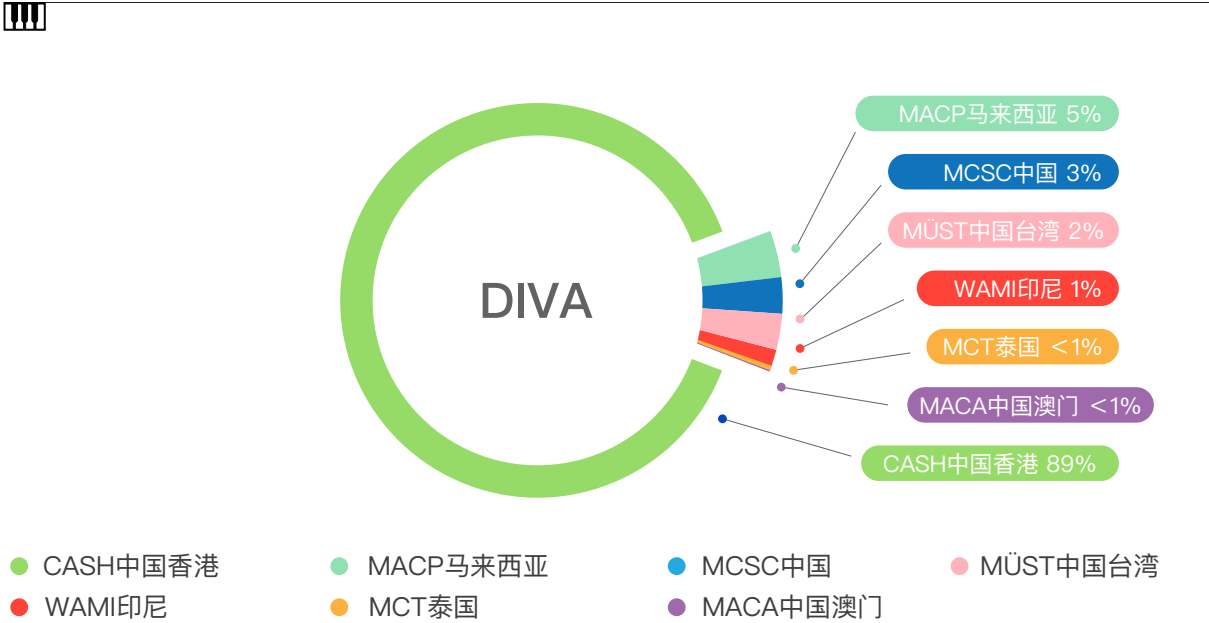 MACP马来西亚 5%
MCSC中国 3%
MÜST中国台湾 2%
DIVA
WAMI印尼 1%
MCT泰国 <1%
MACA中国澳门 <1%
CASH中国香港 89%
CASH中国香港 MACP马来西亚 MCSC中国 MÜST中国台湾
WAMI印尼 MCT泰国 MACA中国澳门